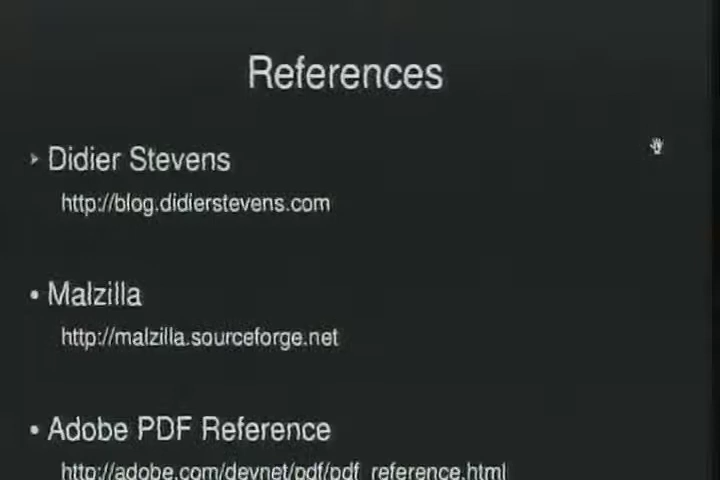 References
Didier Stevens
http://blog.didierstevens.com
• Malzilla
http://malzilla.sourceforge.net
• Adobe PDF Reference
http://adobe.com/devnet/pdf/pdf_reference.html